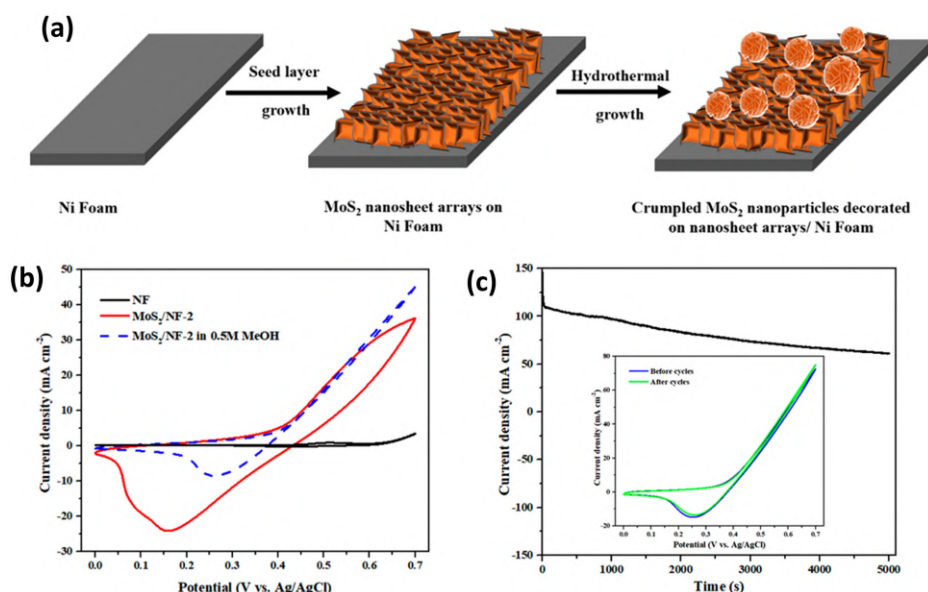 (a)
Seed layer
growth
Hydrothermal
growth
Ni Foam
MoS₂ nanosheet arrays on
Ni Foam
Crumpled MoS₂ nanoparticles decorated
on nanosheet arrays/ Ni Foam
(b)
50
40
30
20
10
0
-10
-20
-30
Current density (mA cm⁻²)
NF
MoS₂/NF-2
MoS₂/NF-2 in 0.5M MeOH
0.0 0.1 0.2 0.3 0.4 0.5 0.6 0.7
Potential (V vs. Ag/AgCl)
(c)
150
125
100
75
50
25
0
-25
-50
-75
-100
-125
-150
Current density (mA cm⁻²)
0 1000 2000 3000 4000 5000
Time (s)
80
60
40
20
0
-20
Current density (mA cm⁻²)
Before cycles
After cycles
0.0 0.1 0.2 0.3 0.4 0.5 0.6 0.7
Potential (V vs. Ag/AgCl)